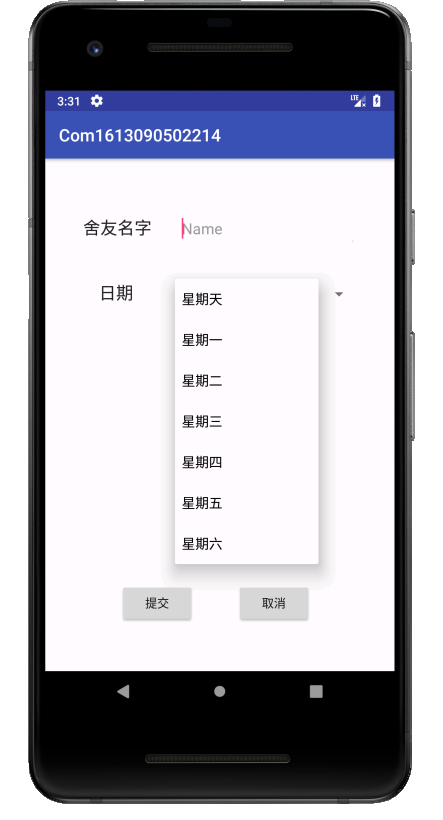 3:31
LTE
Com1613090502214
舍友名字 Name
日期
星期天
星期一
星期二
星期三
星期四
星期五
星期六
提交 取消